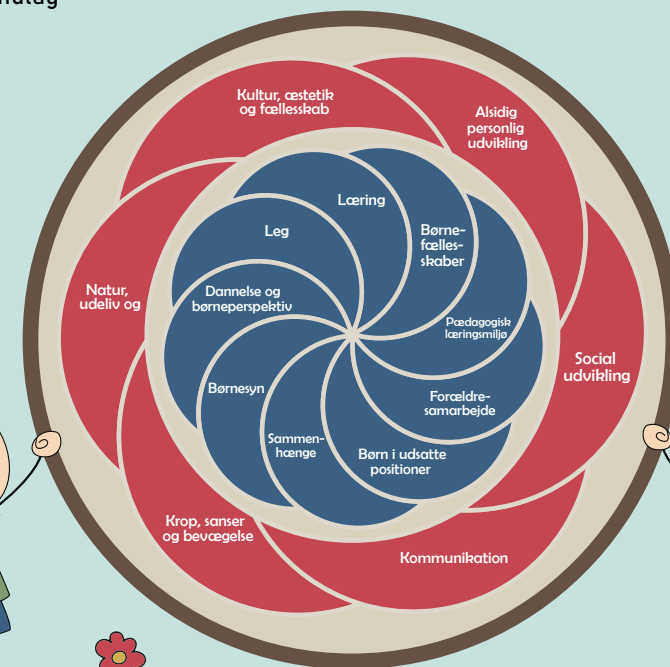 Kultur, æstetik
og fællesskab
Alsidig
personlig
udvikling
Social
udvikling
Kommunikation
Krop, sanser
og bevægelse
Natur,
udeliv og
Læring
Børne-
fælles-
skaber
Pædagogisk
læringsmiljø
Forældre-
samarbejde
Børn i udsatte
positioner
Sammen-
hænge
Børnesyn
Dannelse og
børneperspektiv
Leg